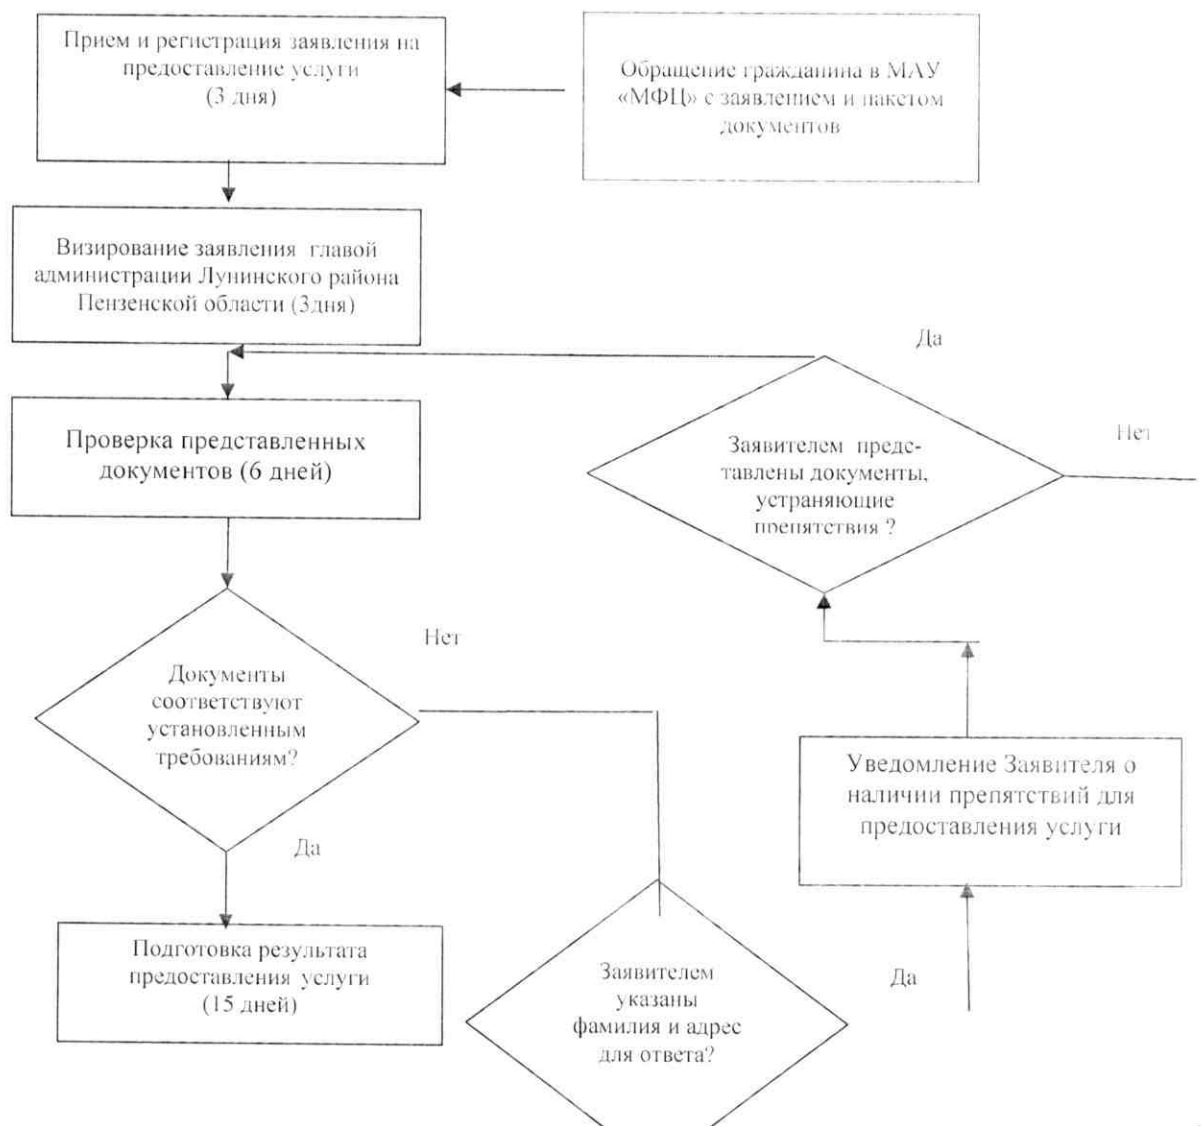 Прием и регистрация заявления на
предоставление услуги
(3 дня)
Обращение гражданина в МАУ
«МФЦ» с заявлением и пакетом
документов
Визирование заявления главой
администрации Лунинского района
Пензенской области (3дня)
Да
Проверка представленных
документов (6 дней)
Заявителем предс-
тавлены документы,
устраняющие
препятствия ?
Нет
Нет
Документы
соответствуют
установленным
требованиям?
Уведомление Заявителя о
наличии препятствий для
предоставления услуги
Да
Подготовка результата
предоставления услуги
(15 дней)
Заявителем
указаны
фамилия и адрес
для ответа?
Да